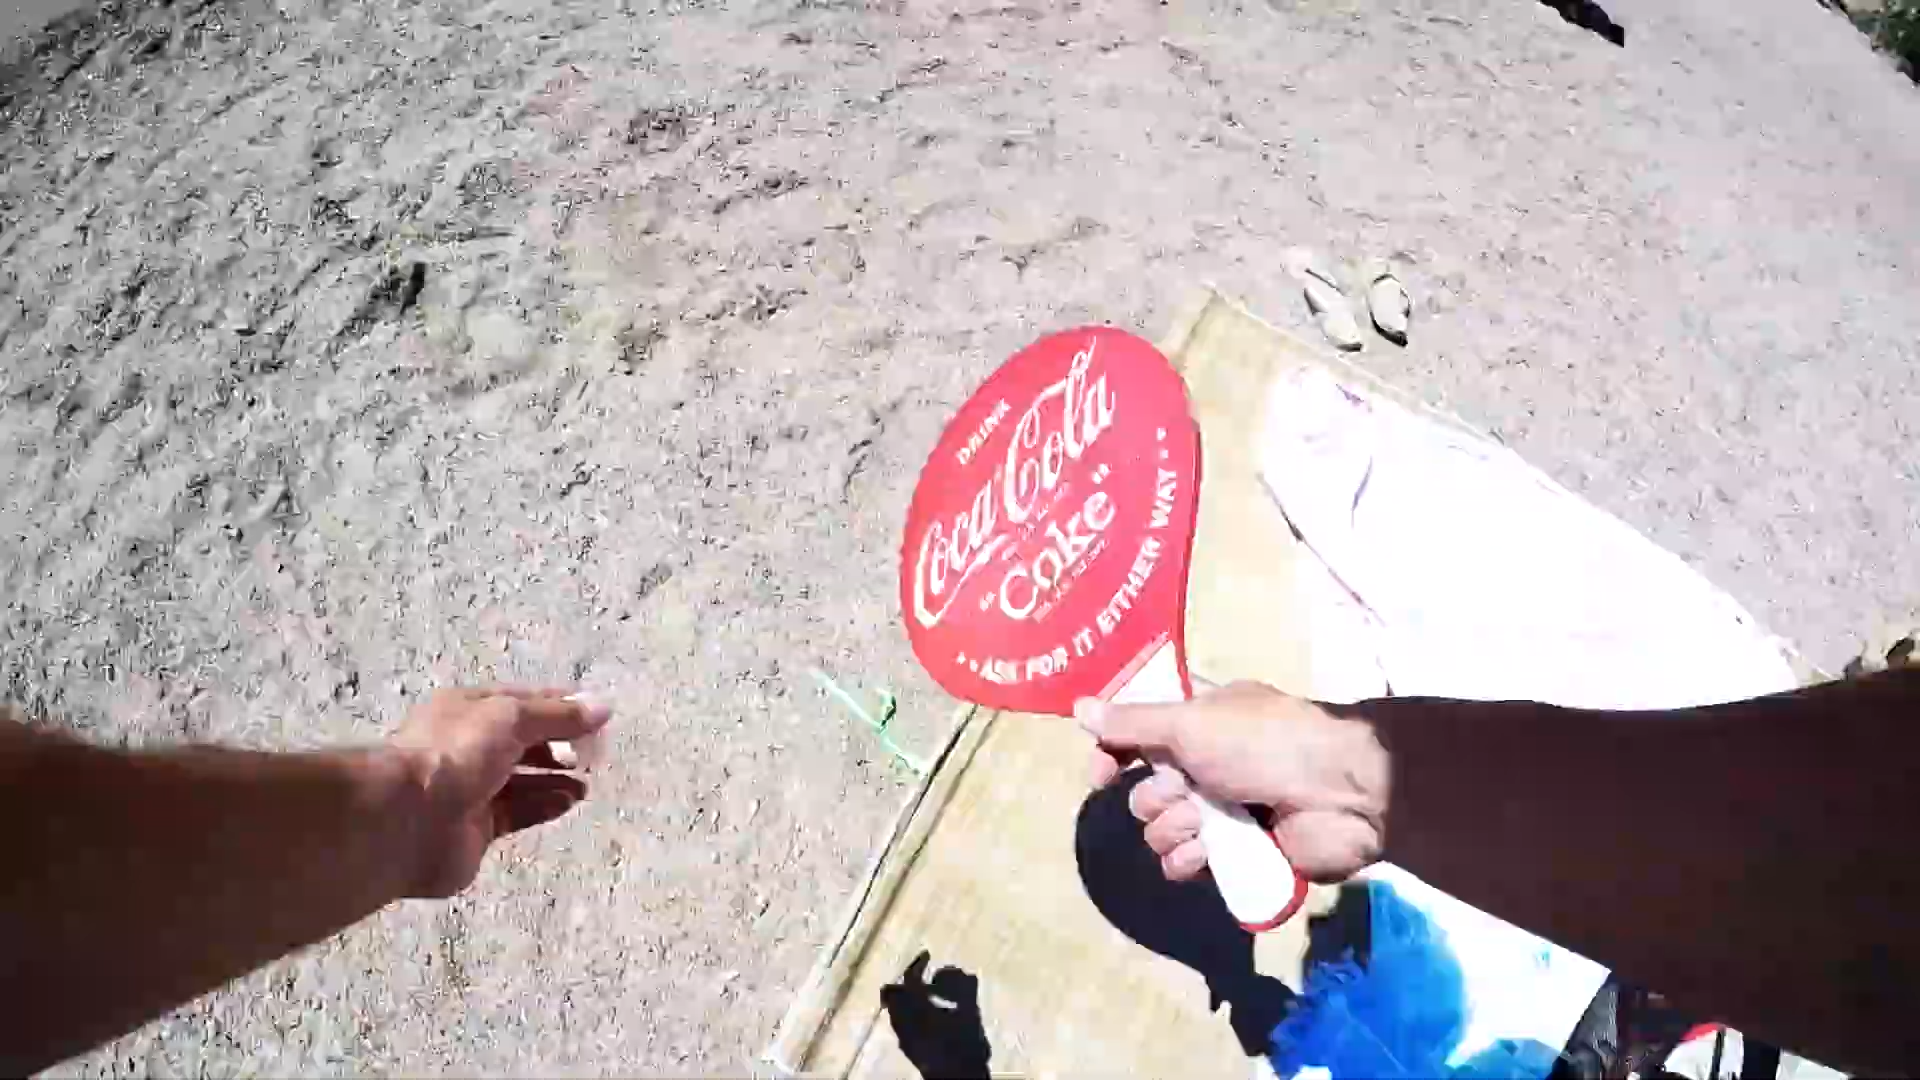 DRINK
Coca-Cola
"Coke"
ASK FOR IT EITHER WAY